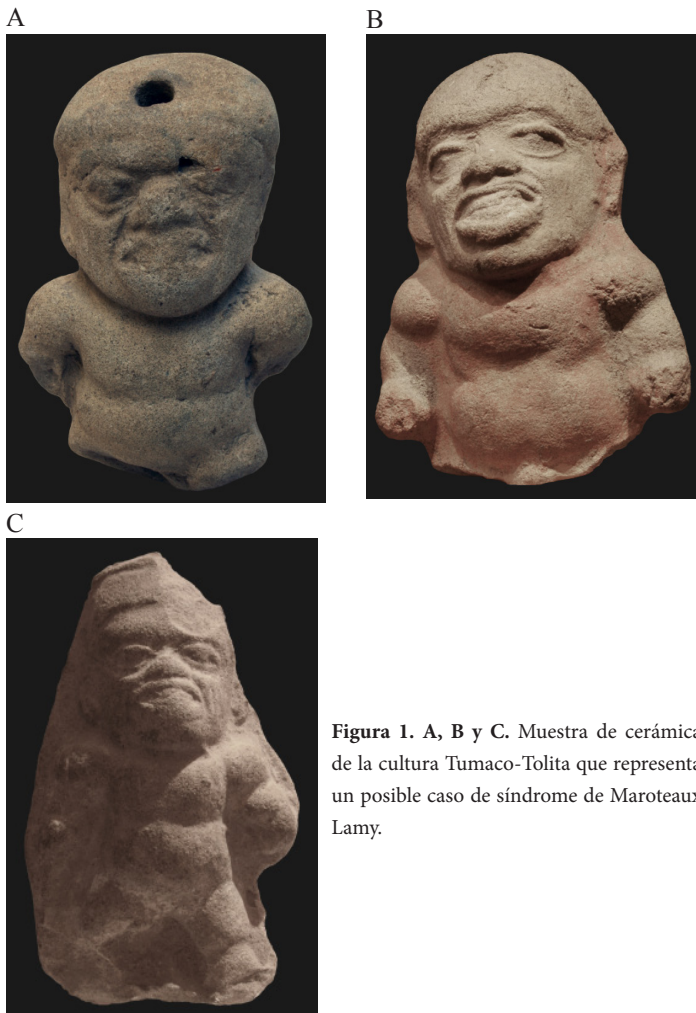 A
B
C
Figura 1. A, B y C. Muestra de cerámica
de la cultura Tumaco-Tolita que representa
un posible caso de síndrome de Maroteaux
Lamy.